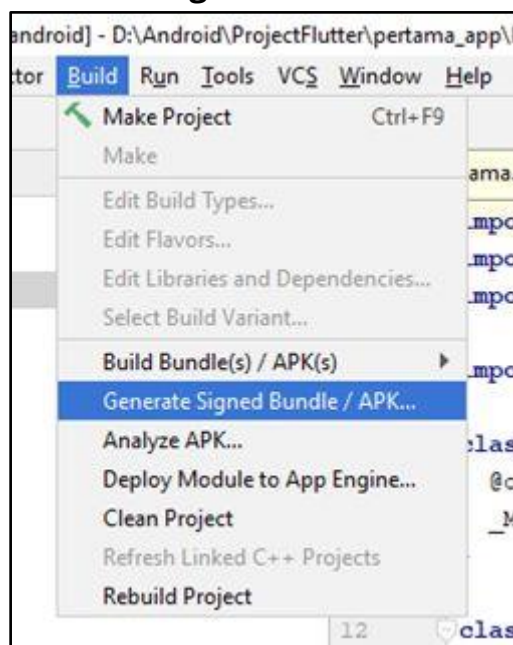 android] - D:\Android\ProjectFlutter\pertama_app\
Build Run Tools VCS Window Help
Make Project Ctrl+F9
Make
Edit Build Types...
Edit Flavors...
Edit Libraries and Dependencies...
Select Build Variant...
Build Bundle(s) / APK(s)
Generate Signed Bundle / APK...
Analyze APK...
Deploy Module to App Engine...
Clean Project
Refresh Linked C++ Projects
Rebuild Project
12 clas